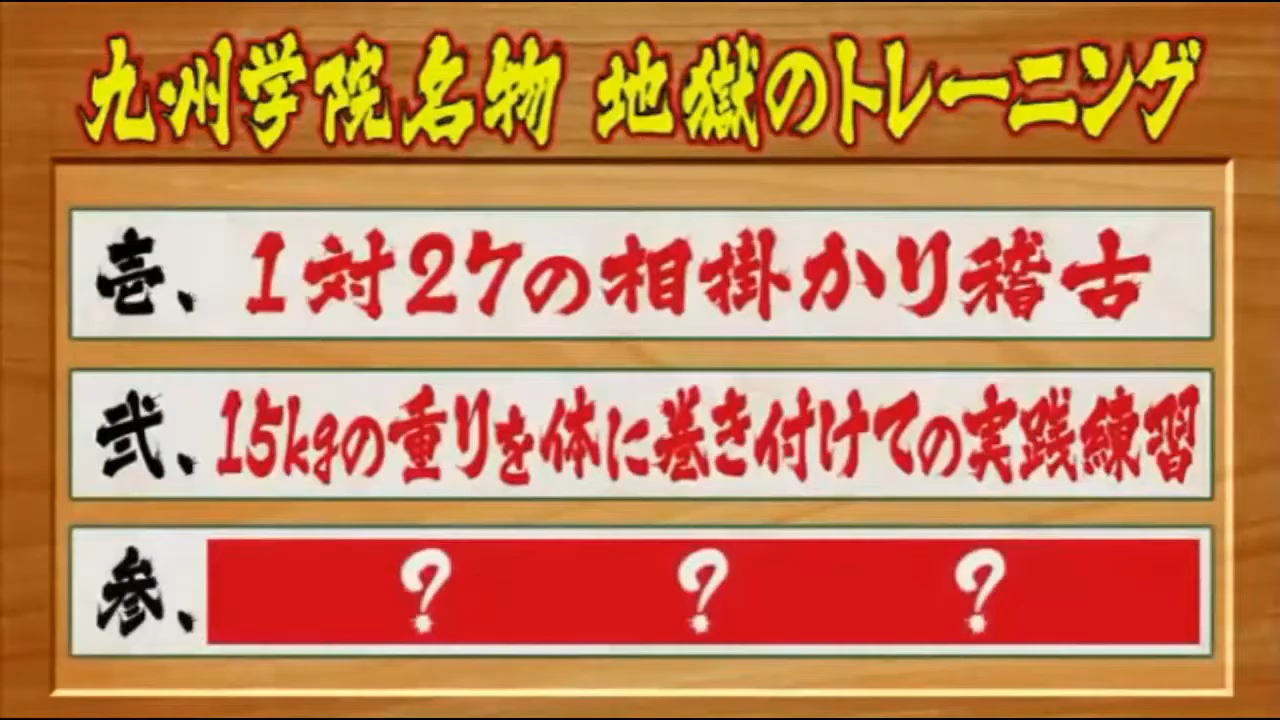 九州学院名物 地獄のトレーニング
壱、1対27の相掛かり稽古
弐、15kgの重りを体に巻き付けての実践練習
参、? ? ?